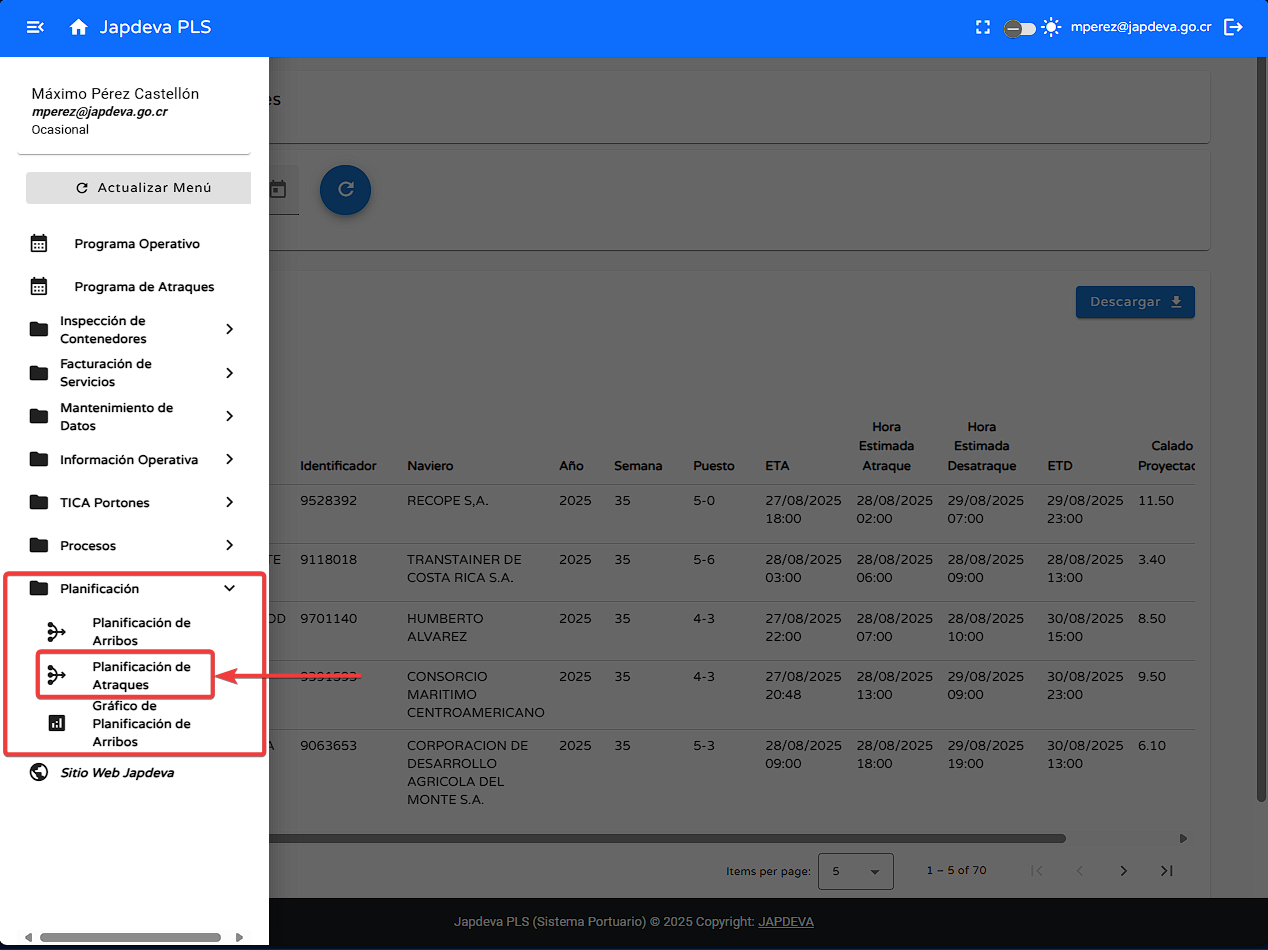 Japdeva PLS
mperez@japdeva.go.cr
Máximo Pérez Castellón
mperez@japdeva.go.cr
Ocasional
Actualizar Menú
Programa Operativo
Programa de Atraques
Inspección de
Contenedores
Facturación de
Servicios
Mantenimiento de
Datos
Información Operativa
TICA Portones
Procesos
Planificación
Planificación de
Arribos
Planificación de
Atraques
Gráfico de
Planificación de
Arribos
Sitio Web Japdeva
es
Descargar
Identificador Naviero Año Semana Puesto ETA Hora Estimada Atraque Hora Estimada Desatraque ETD Calado Proyectac
9528392 RECOPE S,A. 2025 35 5-0 27/08/2025 28/08/2025 29/08/2025 29/08/2025 11.50
18:00 02:00 07:00 23:00
TE 9118018 TRANSTAINER DE 2025 35 5-6 28/08/2025 28/08/2025 28/08/2025 28/08/2025 3.40
COSTA RICA S.A. 03:00 06:00 09:00 13:00
OD 9701140 HUMBERTO 2025 35 4-3 27/08/2025 28/08/2025 28/08/2025 30/08/2025 8.50
ALVAREZ 22:00 07:00 10:00 15:00
CONSORCIO 2025 35 4-3 27/08/2025 28/08/2025 29/08/2025 30/08/2025 9.50
MARITIMO 20:48 13:00 09:00 23:00
CENTROAMERICANO
A 9063653 CORPORACION DE 2025 35 5-3 28/08/2025 28/08/2025 29/08/2025 30/08/2025 6.10
DESARROLLO 09:00 18:00 19:00 13:00
AGRICOLA DEL
MONTE S.A.
Items per page: 5 1 – 5 of 70
Japdeva PLS (Sistema Portuario) © 2025 Copyright: JAPDEVA